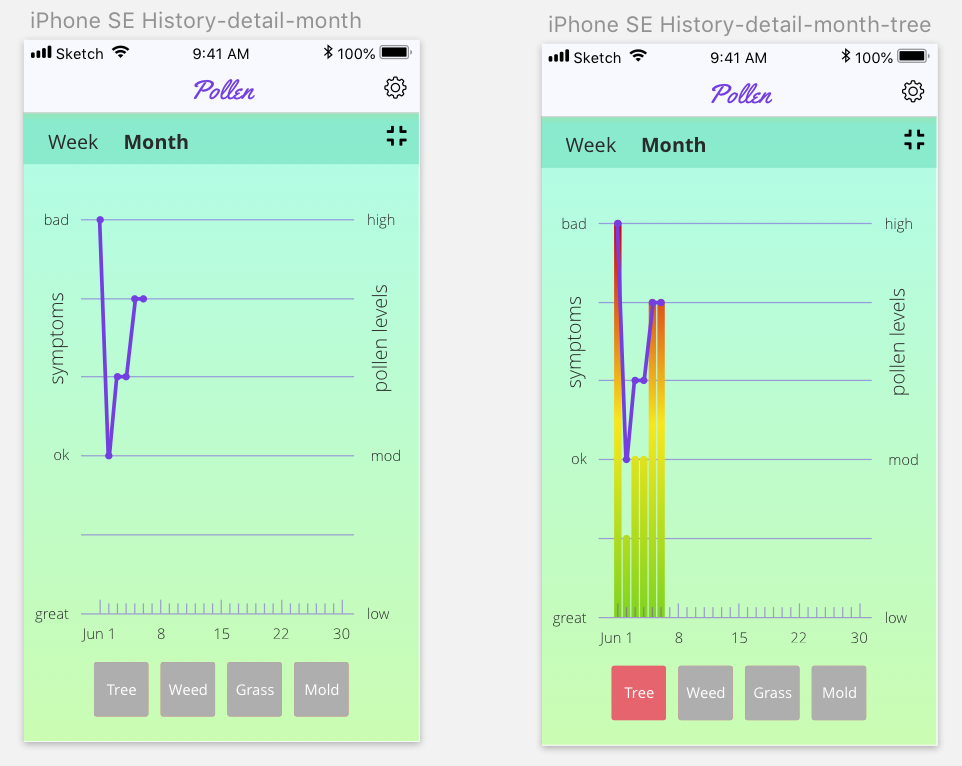 iPhone SE History-detail-month
Sketch 9:41 AM 100%
Pollen
Week Month
bad high
symptoms
pollen levels
ok mod
great low
Jun 1 8 15 22 30
Tree Weed Grass Mold
iPhone SE History-detail-month-tree
Sketch 9:41 AM 100%
Pollen
Week Month
bad high
symptoms
pollen levels
ok mod
great low
Jun 1 8 15 22 30
Tree Weed Grass Mold